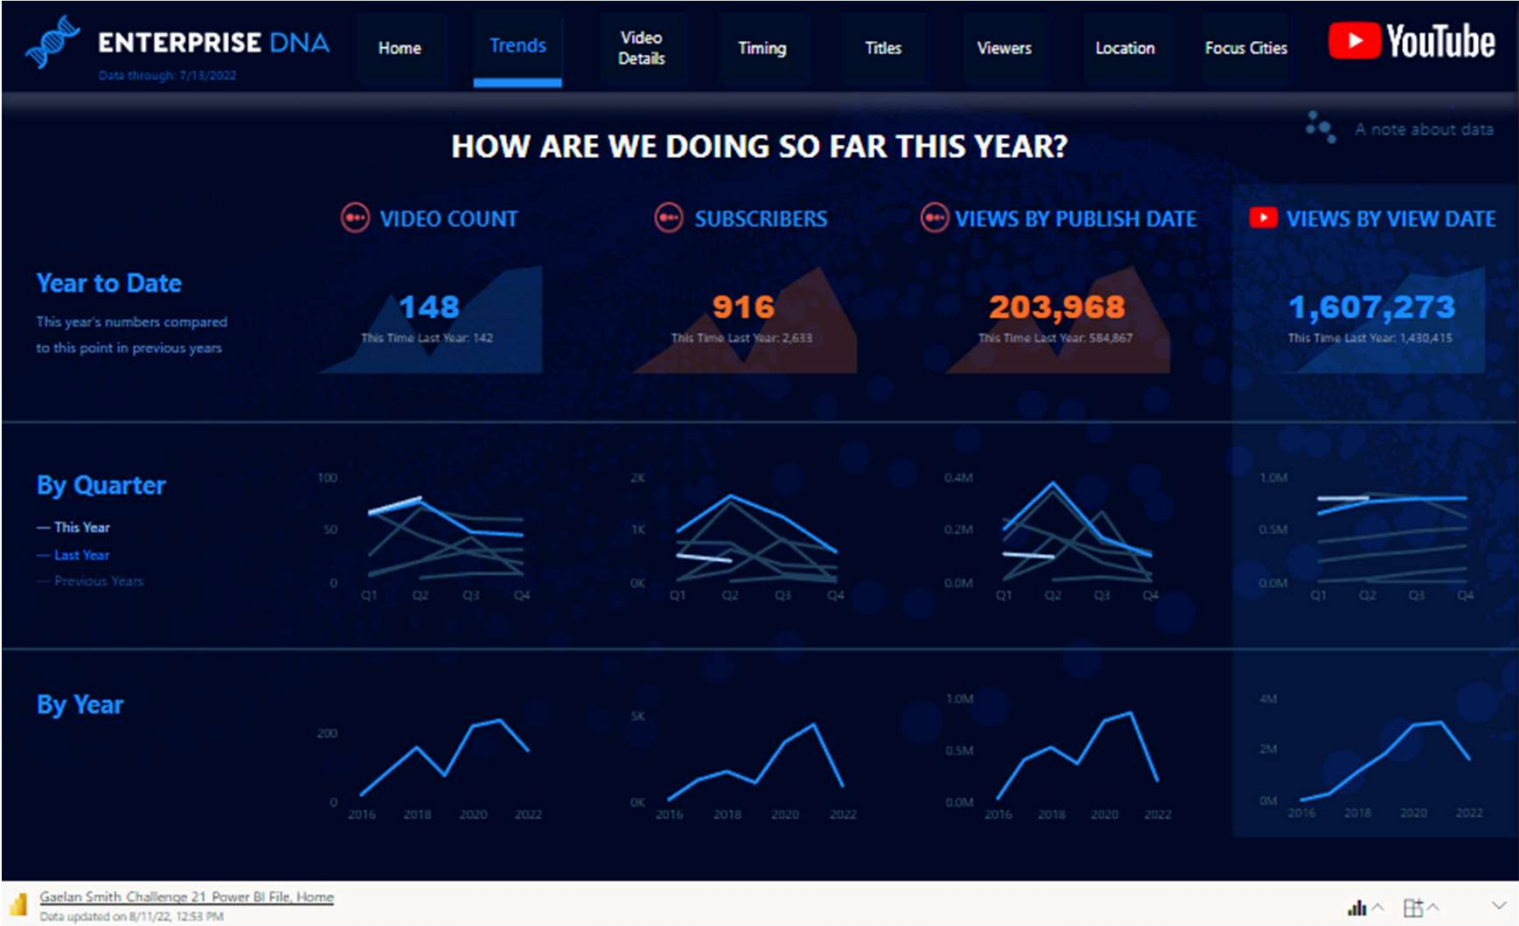 ENTERPRISE DNA
Data through: 7/13/2022
Home
Trends
Video
Details
Timing
Titles
Viewers
Location
Focus Cities
YouTube
HOW ARE WE DOING SO FAR THIS YEAR?
A note about data
VIDEO COUNT
SUBSCRIBERS
VIEWS BY PUBLISH DATE
VIEWS BY VIEW DATE
Year to Date
This year's numbers compared
to this point in previous years
148
This Time Last Year: 142
916
This Time Last Year: 2,633
203,968
This Time Last Year: 584,867
1,607,273
This Time Last Year: 1,430,415
By Quarter
— This Year
— Last Year
— Previous Years
100
50
0
Q1 Q2 Q3 Q4
2K
1K
0K
Q1 Q2 Q3 Q4
0.4M
0.2M
0.0M
Q1 Q2 Q3 Q4
1.0M
0.5M
0.0M
Q1 Q2 Q3 Q4
By Year
200
0
2016 2018 2020 2022
5K
0K
2016 2018 2020 2022
1.0M
0.5M
0.0M
2016 2018 2020 2022
4M
2M
0M
2016 2018 2020 2022
Gaelan Smith Challenge 21 Power BI File, Home
Data updated on 8/11/22, 12:53 PM